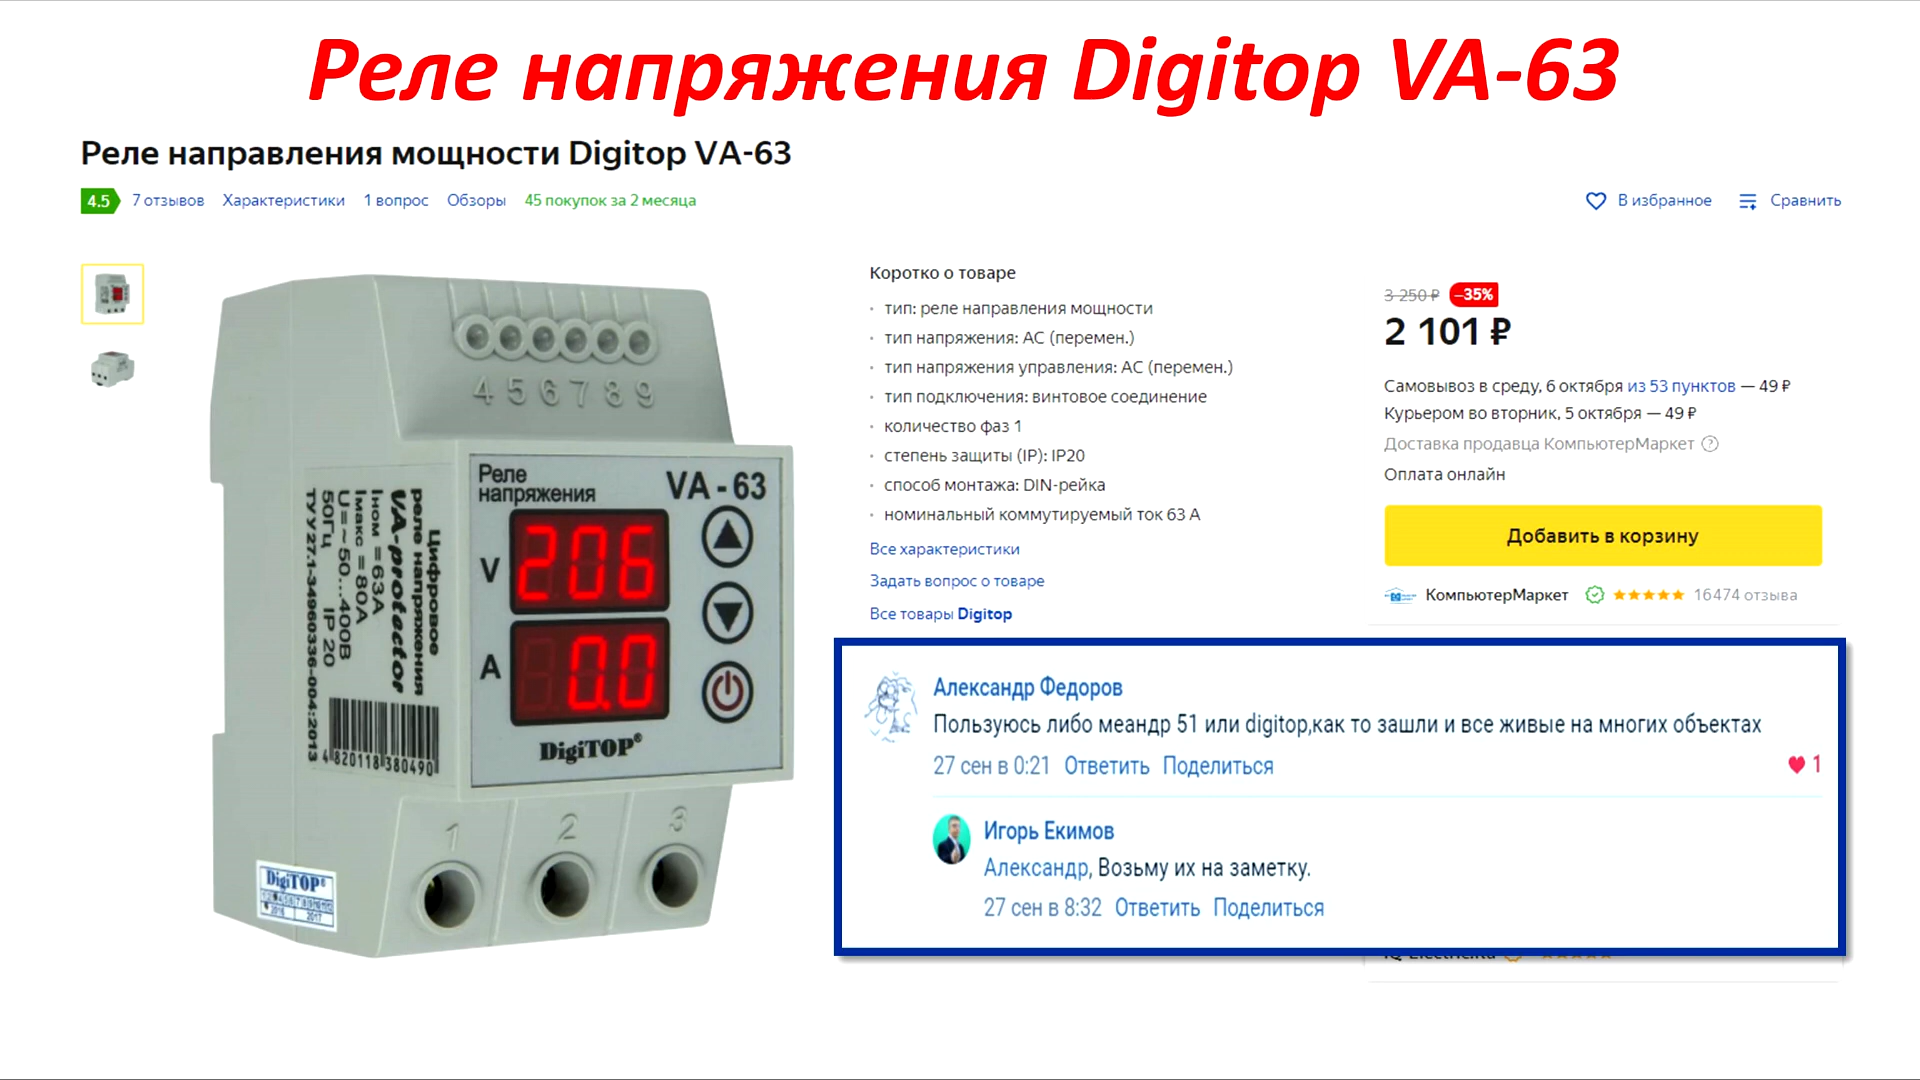 Реле напряжения Digitop VA-63
Реле направления мощности Digitop VA-63
4.5 7 отзывов Характеристики 1 вопрос Обзоры 45 покупок за 2 месяца
В избранное Сравнить
4 5 6 7 8 9
Реле
напряжения
VA - 63
V 206
A 0.0
DigiTOP®
Цифровое
реле напряжения
VA-protector
Iном =63А
Iмакс =80А
U=~50...400В
50Гц IP 20
ТУ У27.1-34960336-004:2013
4 820118 380490
1 2 3
DigiTOP®
2016 2017
Коротко о товаре
· тип: реле направления мощности
· тип напряжения: AC (перемен.)
· тип напряжения управления: AC (перемен.)
· тип подключения: винтовое соединение
· количество фаз 1
· степень защиты (IP): IP20
· способ монтажа: DIN-рейка
· номинальный коммутируемый ток 63 А
Все характеристики
Задать вопрос о товаре
Все товары Digitop
3 250 ₽ –35%
2 101 ₽
Самовывоз в среду, 6 октября из 53 пунктов — 49 ₽
Курьером во вторник, 5 октября — 49 ₽
Доставка продавца КомпьютерМаркет ?
Оплата онлайн
Добавить в корзину
КомпьютерМаркет 16474 отзыва
Александр Федоров
Пользуюсь либо меандр 51 или digitop,как то зашли и все живые на многих объектах
27 сен в 0:21 Ответить Поделиться
1
Игорь Екимов
Александр, Возьму их на заметку.
27 сен в 8:32 Ответить Поделиться